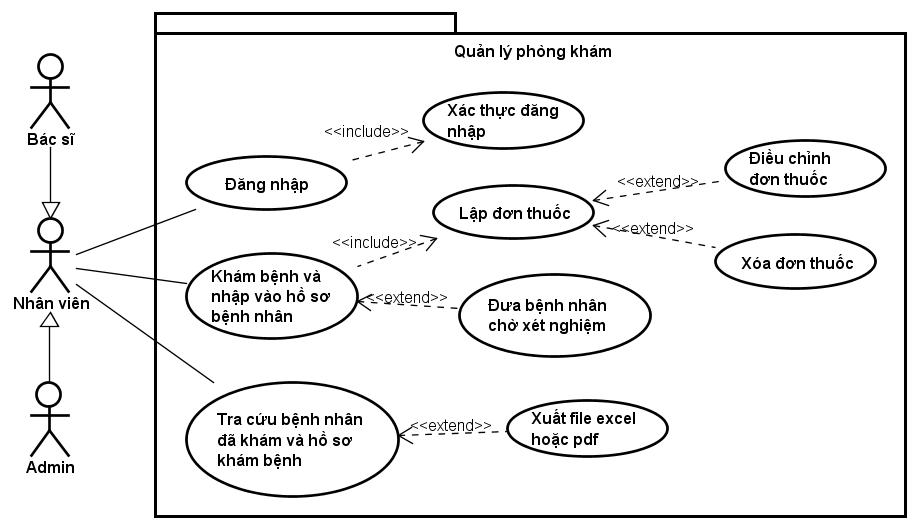 Quản lý phòng khám
Bác sĩ
Nhân viên
Admin
Đăng nhập
<<include>>
Xác thực đăng
nhập
Khám bệnh và
nhập vào hồ sơ
bệnh nhân
<<include>>
Lập đơn thuốc
<<extend>>
Điều chỉnh
đơn thuốc
<<extend>>
Xóa đơn thuốc
<<extend>>
Đưa bệnh nhân
chờ xét nghiệm
Tra cứu bệnh nhân
đã khám và hồ sơ
khám bệnh
<<extend>>
Xuất file excel
hoặc pdf